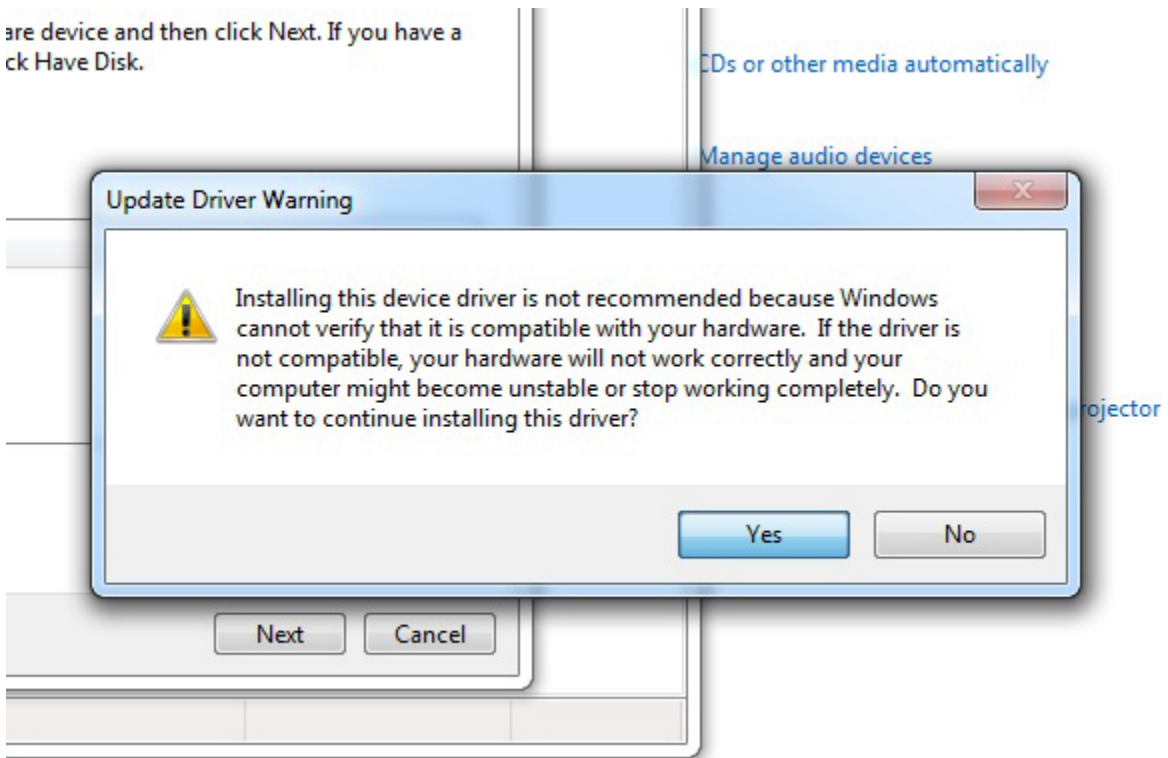 are device and then click Next. If you have a
ck Have Disk.
CDs or other media automatically
Manage audio devices
Update Driver Warning
Installing this device driver is not recommended because Windows
cannot verify that it is compatible with your hardware.  If the driver is
not compatible, your hardware will not work correctly and your
computer might become unstable or stop working completely.  Do you
want to continue installing this driver?
rojector
Yes
No
Next
Cancel